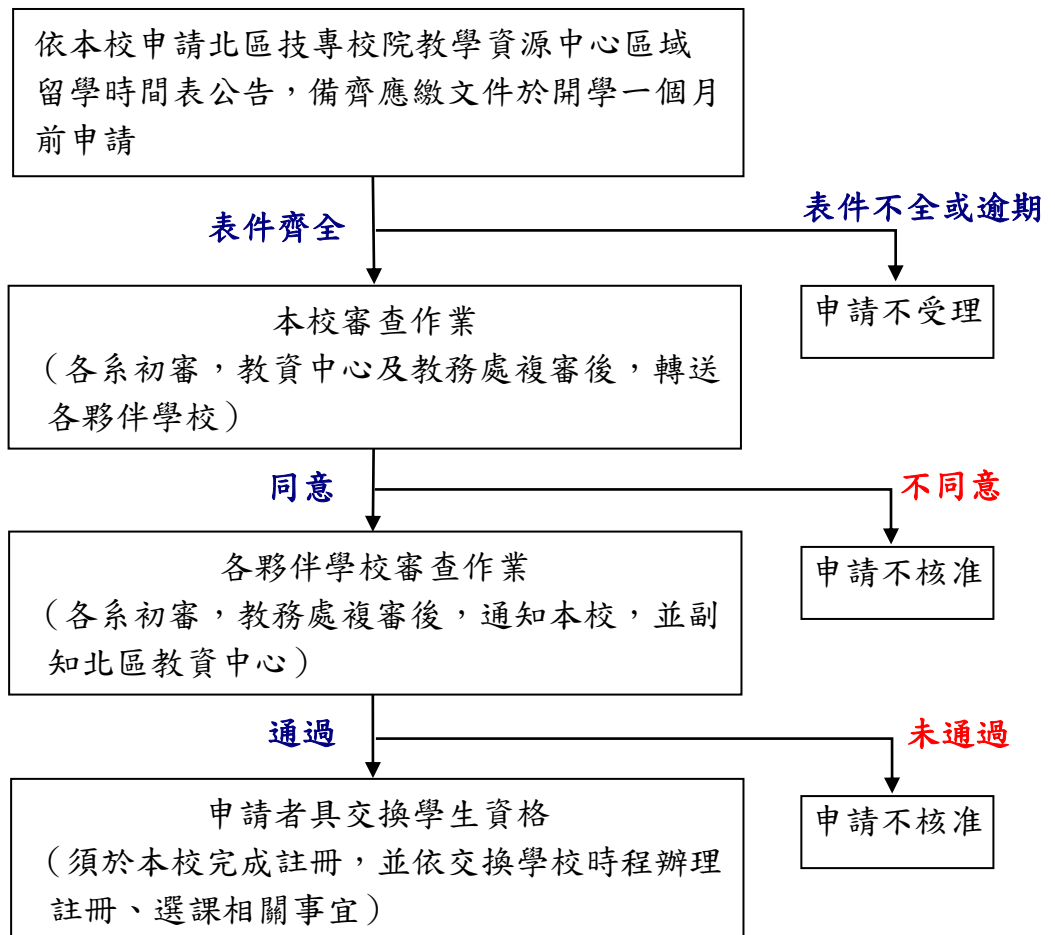 依本校申請北區技專校院教學資源中心區域
留學時間表公告，備齊應繳文件於開學一個月
前申請
表件齊全
表件不全或逾期
本校審查作業
（各系初審，教資中心及教務處複審後，轉送
各夥伴學校）
申請不受理
同意
不同意
各夥伴學校審查作業
（各系初審，教務處複審後，通知本校，並副
知北區教資中心）
申請不核准
通過
未通過
申請者具交換學生資格
（須於本校完成註冊，並依交換學校時程辦理
註冊、選課相關事宜）
申請不核准